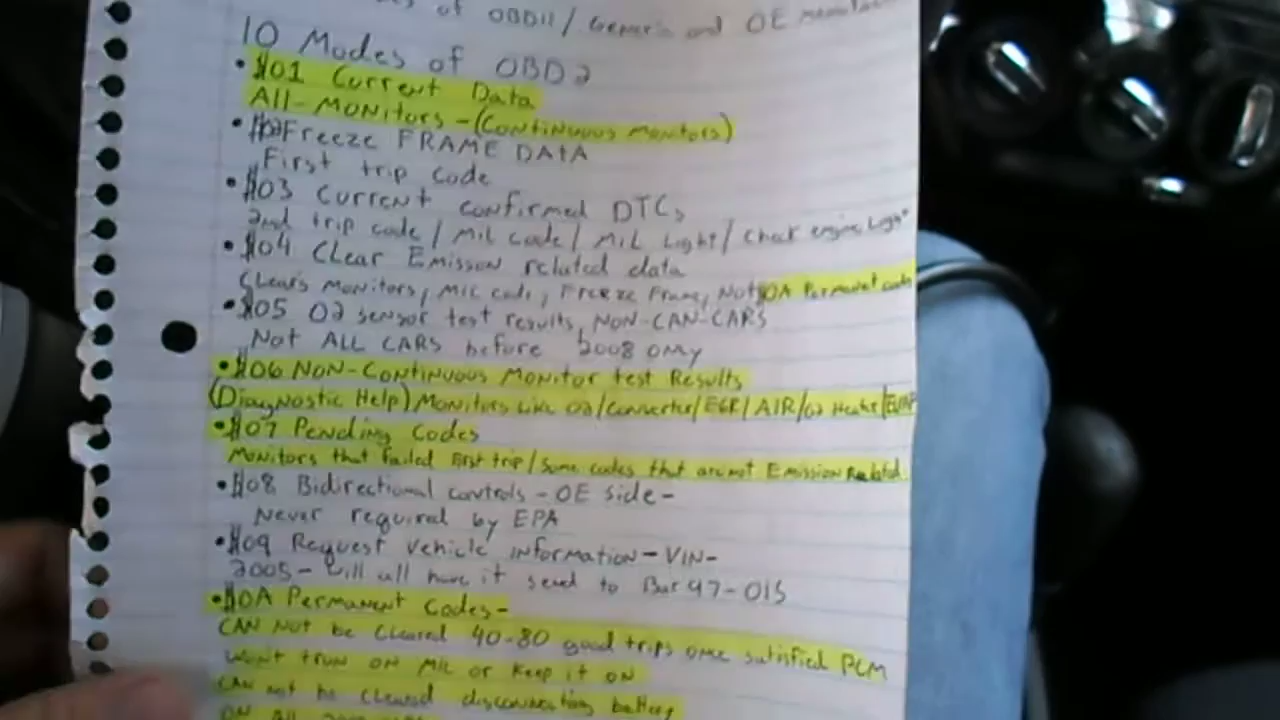 of OBDII/ Generic and OE
10 Modes of OBD2
• $01 Current Data
All-MONitors-(Continuous monitors)
• $02 Freeze FRAME DATA
First trip Code
• $03 Current confirmed DTCs
2nd trip code / MIL Code / MIL Light / Check engine Light
• $04 Clear Emisson related data
Clears Monitors, MIL code, Freeze Frame, Not $0A Permanent codes
• $05 O2 sensor test results, NON-CAN-CARS
Not ALL CARS before 2008 only
• $06 NON-Continuous Monitor test Results
(Diagnostic Help) Monitors Like O2/Converter/EGR/AIR/O2 Heater/EVAP
• $07 Pending Codes
Monitors that failed first trip/some codes that are not Emission Related
• $08 Bidirectional controls - OE side-
Never required by EPA
• $09 Request Vehicle information - VIN-
2005- will all have it send to Bar 97-OIS
• $0A Permanent Codes-
CAN Not be Cleared 40-80 good trips once satisfied PCM
Won't trun on MIL or Keep it ON
CAN not be Cleared disconnecting battery
ON All